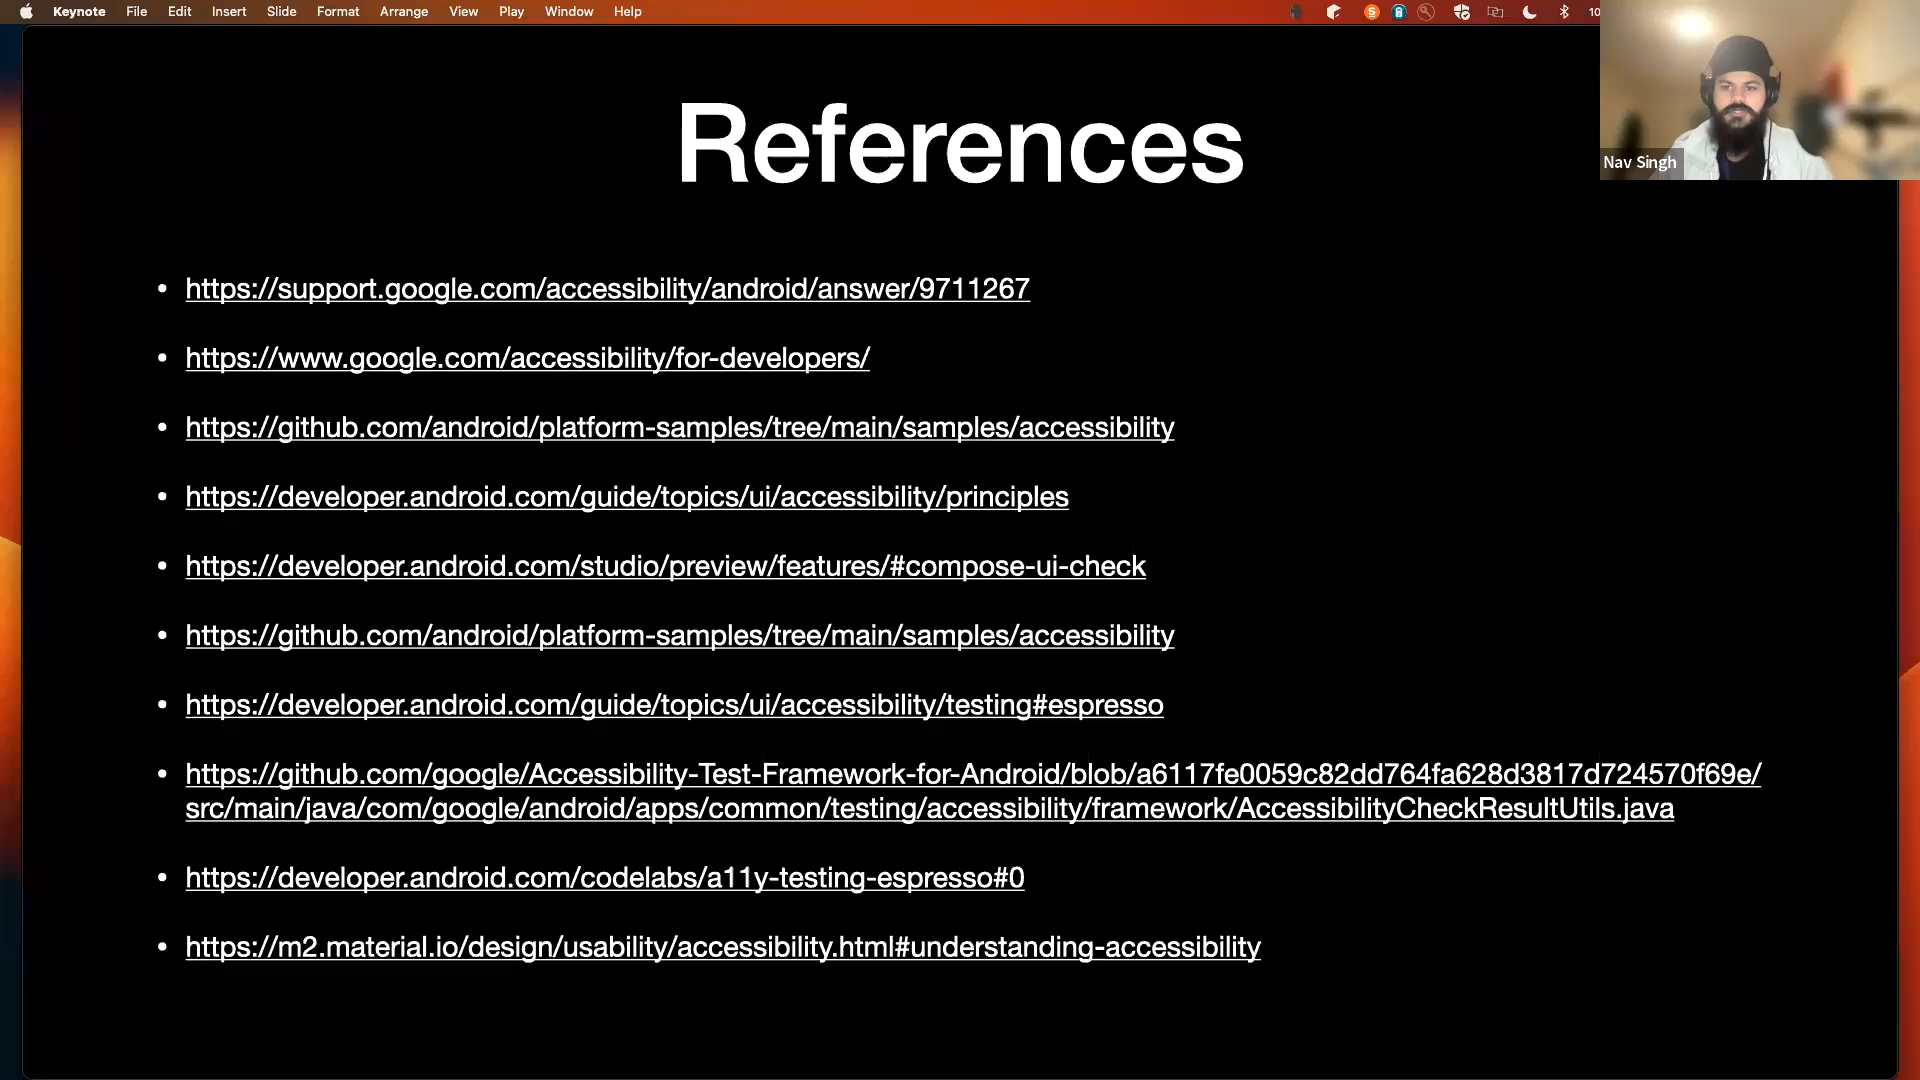 Keynote File Edit Insert Slide Format Arrange View Play Window Help 10
Nav Singh
References
• https://support.google.com/accessibility/android/answer/9711267
• https://www.google.com/accessibility/for-developers/
• https://github.com/android/platform-samples/tree/main/samples/accessibility
• https://developer.android.com/guide/topics/ui/accessibility/principles
• https://developer.android.com/studio/preview/features/#compose-ui-check
• https://github.com/android/platform-samples/tree/main/samples/accessibility
• https://developer.android.com/guide/topics/ui/accessibility/testing#espresso
• https://github.com/google/Accessibility-Test-Framework-for-Android/blob/a6117fe0059c82dd764fa628d3817d724570f69e/
src/main/java/com/google/android/apps/common/testing/accessibility/framework/AccessibilityCheckResultUtils.java
• https://developer.android.com/codelabs/a11y-testing-espresso#0
• https://m2.material.io/design/usability/accessibility.html#understanding-accessibility